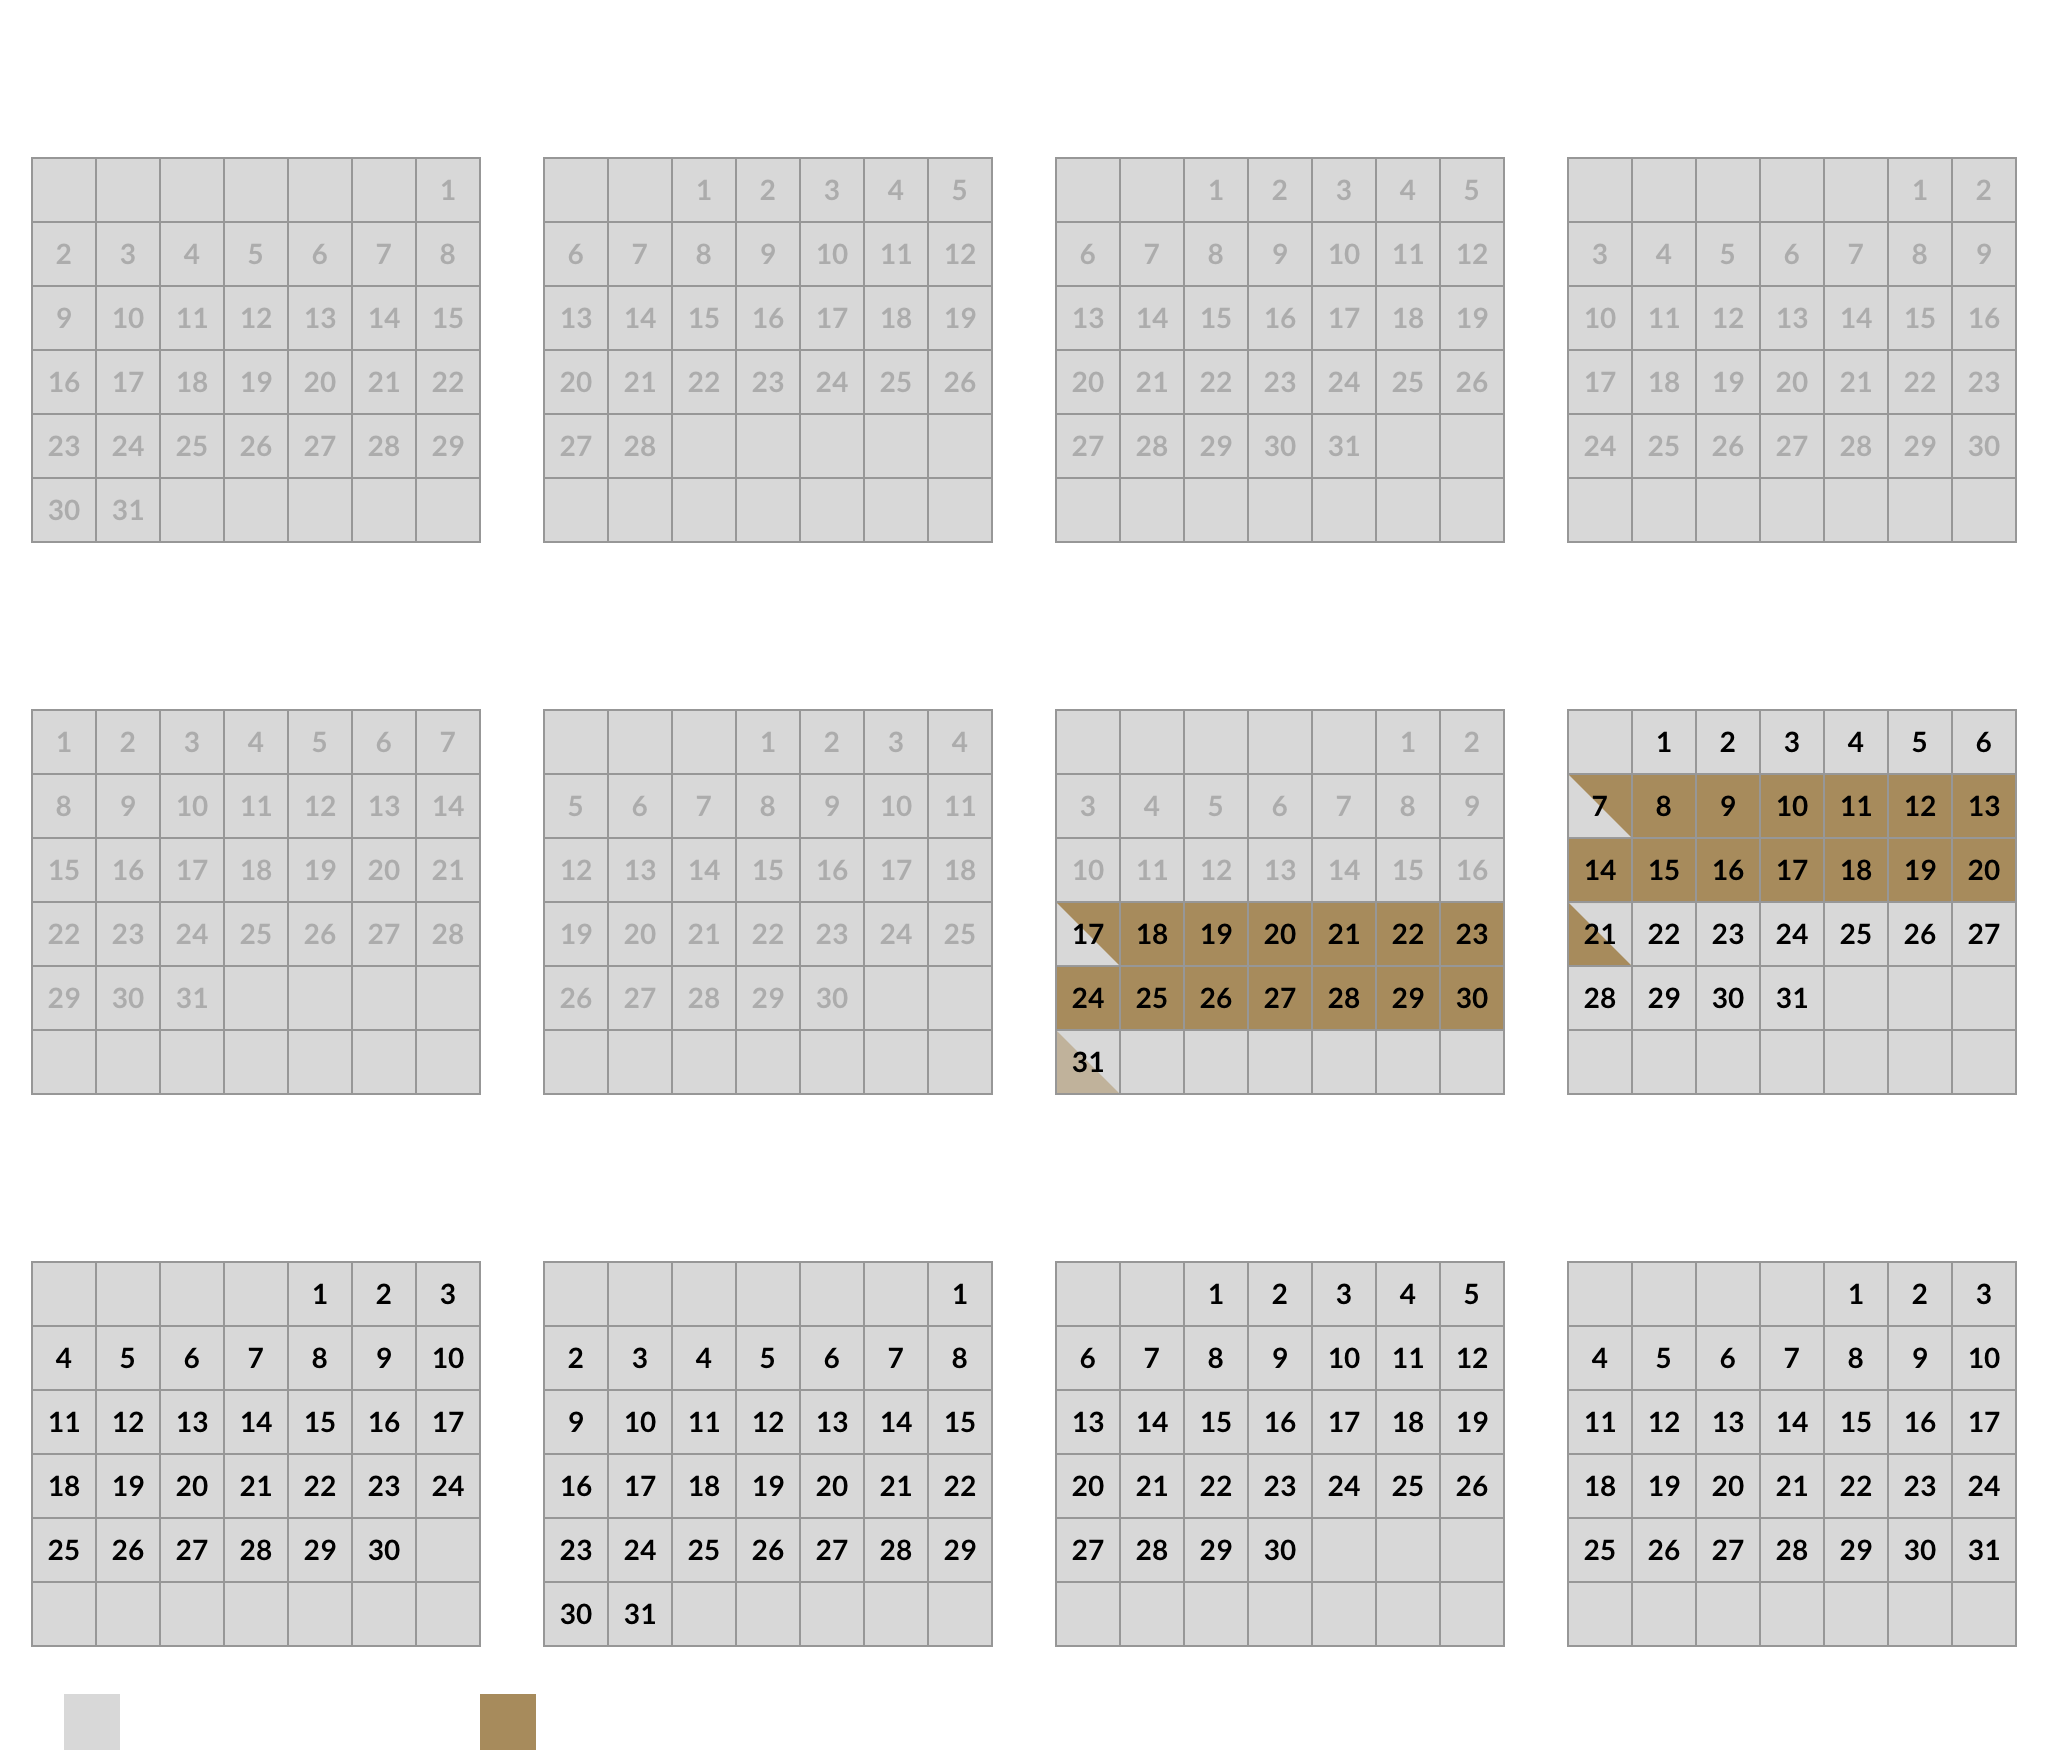 1
2 3 4 5 6 7 8
9 10 11 12 13 14 15
16 17 18 19 20 21 22
23 24 25 26 27 28 29
30 31
1 2 3 4 5
6 7 8 9 10 11 12
13 14 15 16 17 18 19
20 21 22 23 24 25 26
27 28
1 2 3 4 5
6 7 8 9 10 11 12
13 14 15 16 17 18 19
20 21 22 23 24 25 26
27 28 29 30 31
1 2
3 4 5 6 7 8 9
10 11 12 13 14 15 16
17 18 19 20 21 22 23
24 25 26 27 28 29 30
1 2 3 4 5 6 7
8 9 10 11 12 13 14
15 16 17 18 19 20 21
22 23 24 25 26 27 28
29 30 31
1 2 3 4
5 6 7 8 9 10 11
12 13 14 15 16 17 18
19 20 21 22 23 24 25
26 27 28 29 30
1 2
3 4 5 6 7 8 9
10 11 12 13 14 15 16
17 18 19 20 21 22 23
24 25 26 27 28 29 30
31
1 2 3 4 5 6
7 8 9 10 11 12 13
14 15 16 17 18 19 20
21 22 23 24 25 26 27
28 29 30 31
1 2 3
4 5 6 7 8 9 10
11 12 13 14 15 16 17
18 19 20 21 22 23 24
25 26 27 28 29 30
1
2 3 4 5 6 7 8
9 10 11 12 13 14 15
16 17 18 19 20 21 22
23 24 25 26 27 28 29
30 31
1 2 3 4 5
6 7 8 9 10 11 12
13 14 15 16 17 18 19
20 21 22 23 24 25 26
27 28 29 30
1 2 3
4 5 6 7 8 9 10
11 12 13 14 15 16 17
18 19 20 21 22 23 24
25 26 27 28 29 30 31